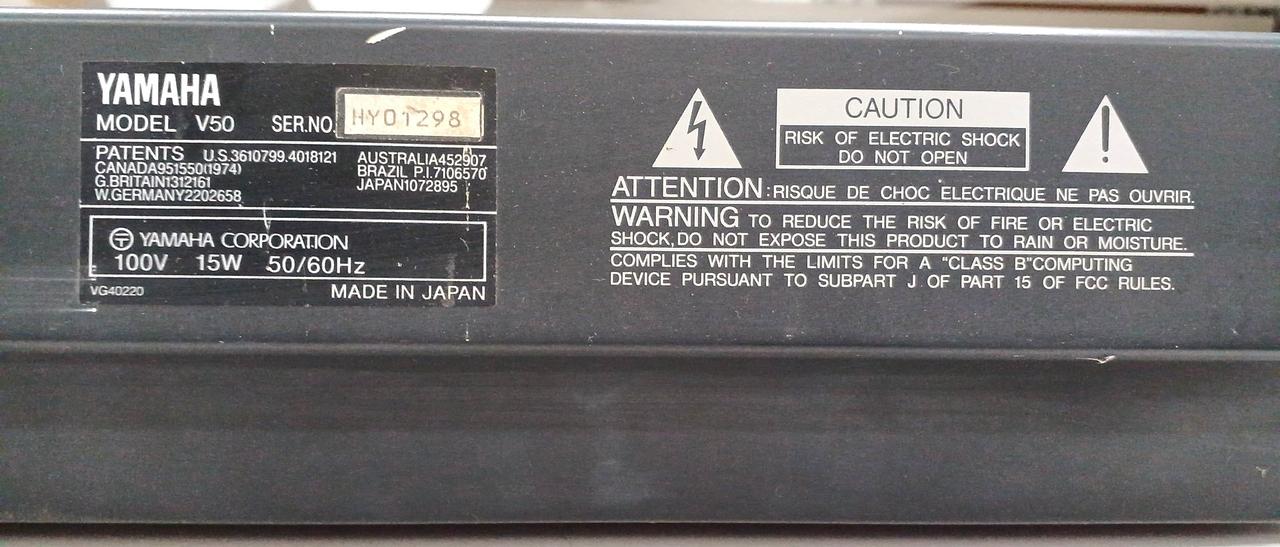 YAMAHA
MODEL V50 SER.NO. HY01298
PATENTS U.S.3610799.4018121
CANADA951550(1974)
G.BRITAIN1312161
W.GERMANY2202658
AUSTRALIA452907
BRAZIL P.I.7106570
JAPAN1072895
YAMAHA CORPORATION
100V 15W 50/60Hz
VG40220 MADE IN JAPAN
CAUTION
RISK OF ELECTRIC SHOCK
DO NOT OPEN
ATTENTION:RISQUE DE CHOC ELECTRIQUE NE PAS OUVRIR.
WARNING TO REDUCE THE RISK OF FIRE OR ELECTRIC
SHOCK,DO NOT EXPOSE THIS PRODUCT TO RAIN OR MOISTURE.
COMPLIES WITH THE LIMITS FOR A "CLASS B"COMPUTING
DEVICE PURSUANT TO SUBPART J OF PART 15 OF FCC RULES.